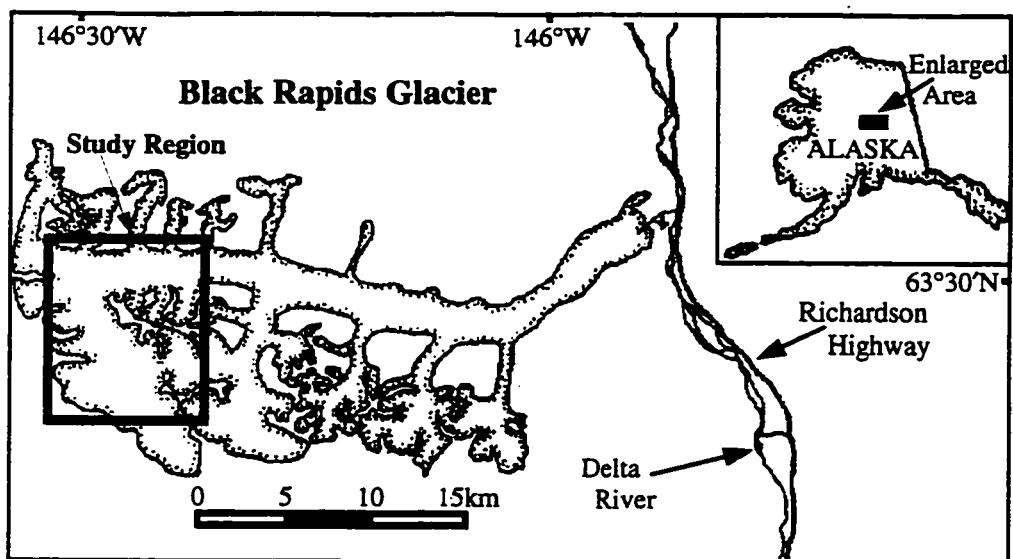 146°30′W
146°W
Black Rapids Glacier
Study Region
Enlarged
Area
ALASKA
63°30′N
Richardson
Highway
Delta
River
0 5 10 15km